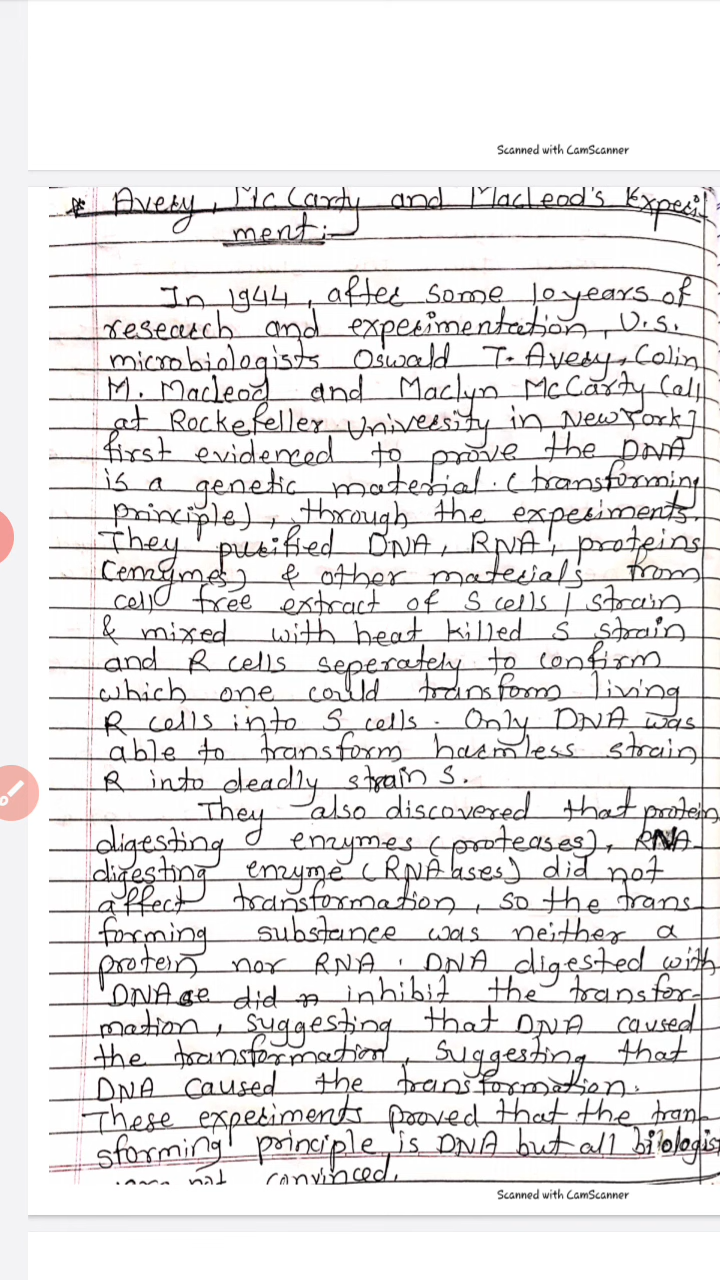 Scanned with CamScanner
* Avery, Mc Carty and Macleod's Experi
ment:-
In 1944, after some 10 years of
research and experimentation, U.S.
microbiologists Oswald T. Avery, Colin
M. Macleod and Maclyn McCarty (all
at Rockefeller University in New York]
first evidenced to prove the DNA
is a genetic material. (transforming
principle), through the experiments.
They purified DNA, RNA, proteins
(enzymes) & other materials from
cell free extract of S cells / strain
& mixed with heat killed S strain
and R cells seperately to confirm
which one could transform living
R cells into S cells. Only DNA was
able to transform harmless strain
R into deadly strain S.
They also discovered that protein
digesting enzymes (proteases), RNA
digesting enzyme (RNA ases) did not
affect transformation, so the trans
forming substance was neither a
protein nor RNA. DNA digested with
DNA se did inhibit the transfor-
mation, suggesting that DNA caused
the transformation, suggesting that
DNA caused the transformation.
These experiments proved that the tran
sforming principle is DNA but all bilologist
not convinced.
Scanned with CamScanner